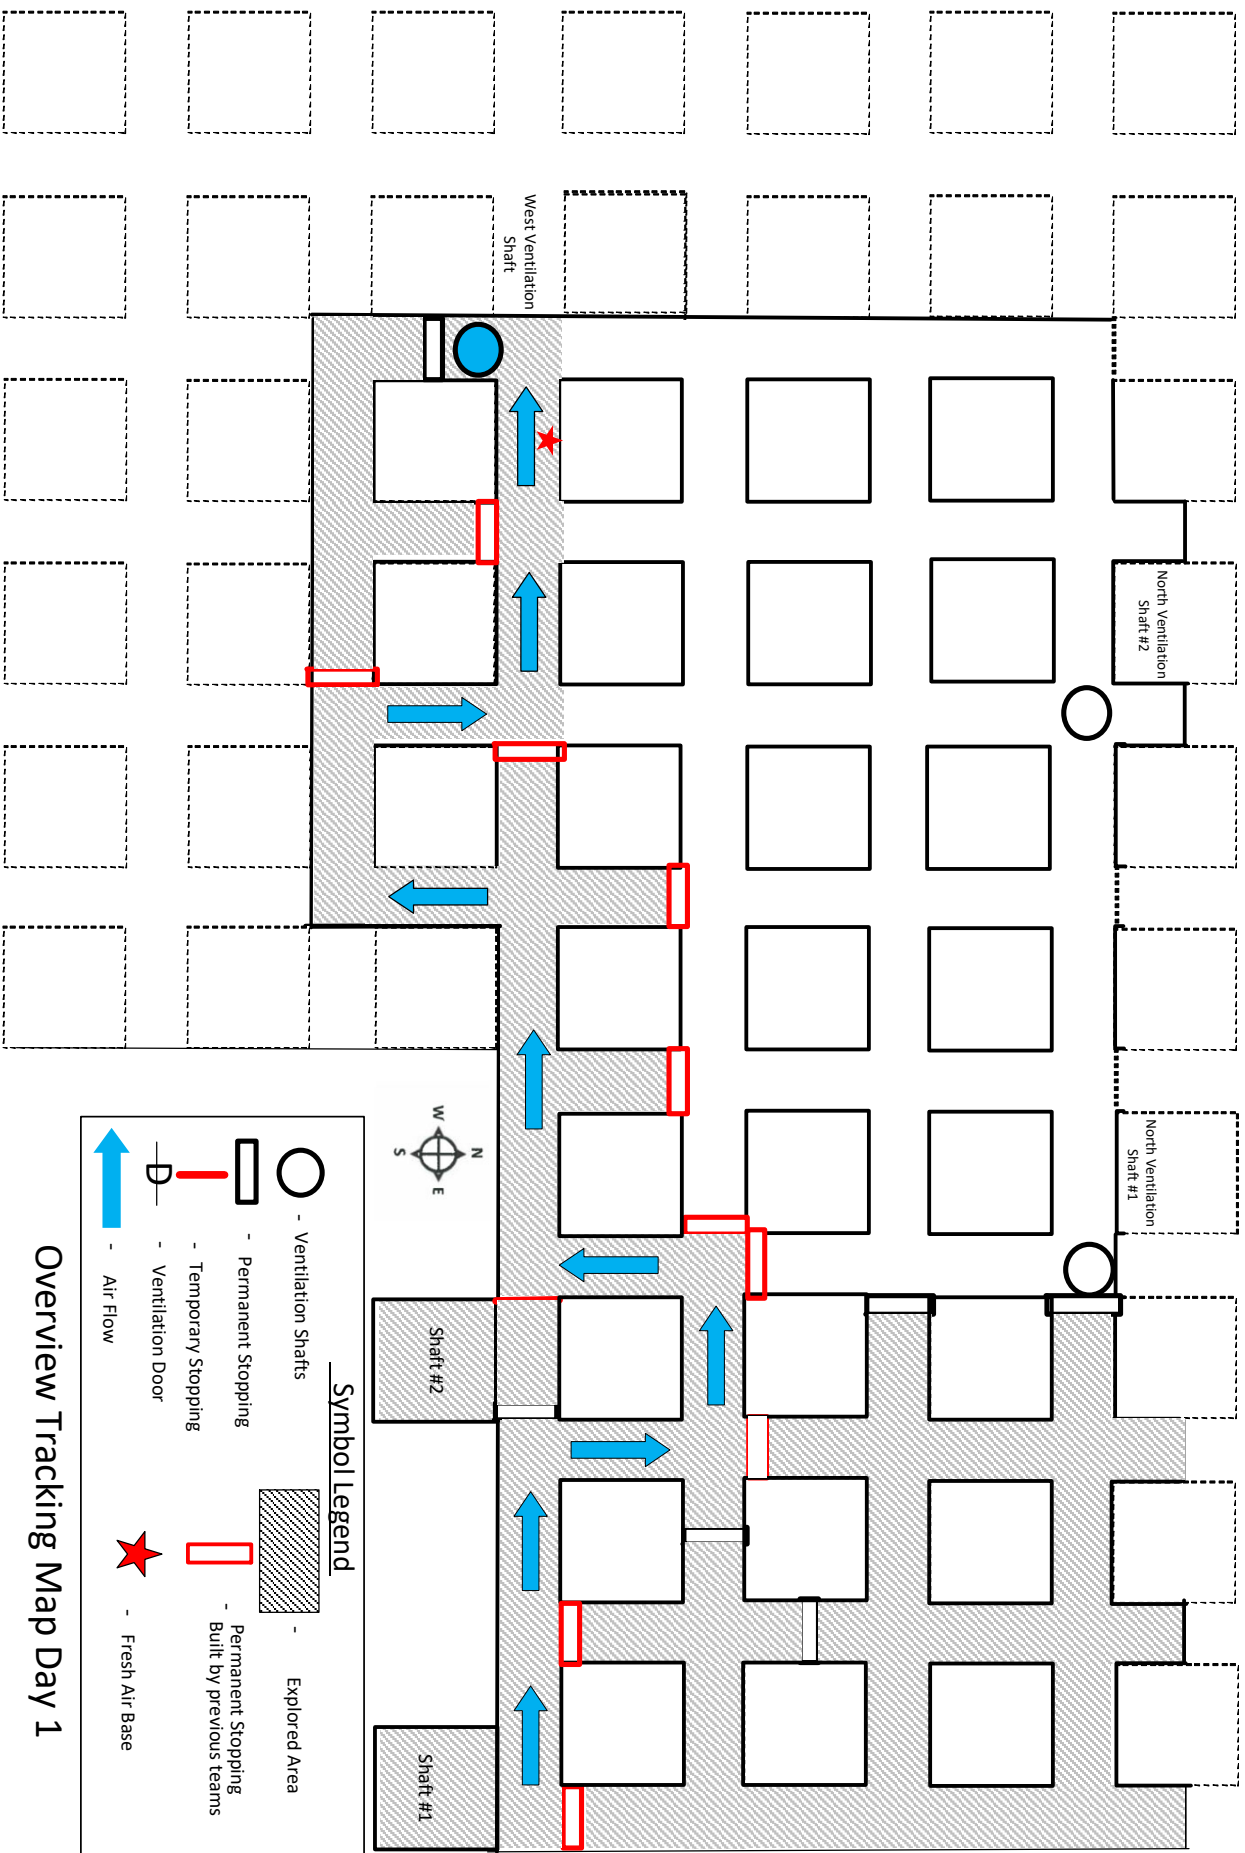 West Ventilation
Shaft
North Ventilation
Shaft #2
North Ventilation
Shaft #1
N
W E
S
Shaft #2
Shaft #1
Symbol Legend
- Ventilation Shafts
- Permanent Stopping
- Temporary Stopping
D - Ventilation Door
- Air Flow
- Explored Area
- Permanent Stopping
Built by previous teams
- Fresh Air Base
Overview Tracking Map Day 1